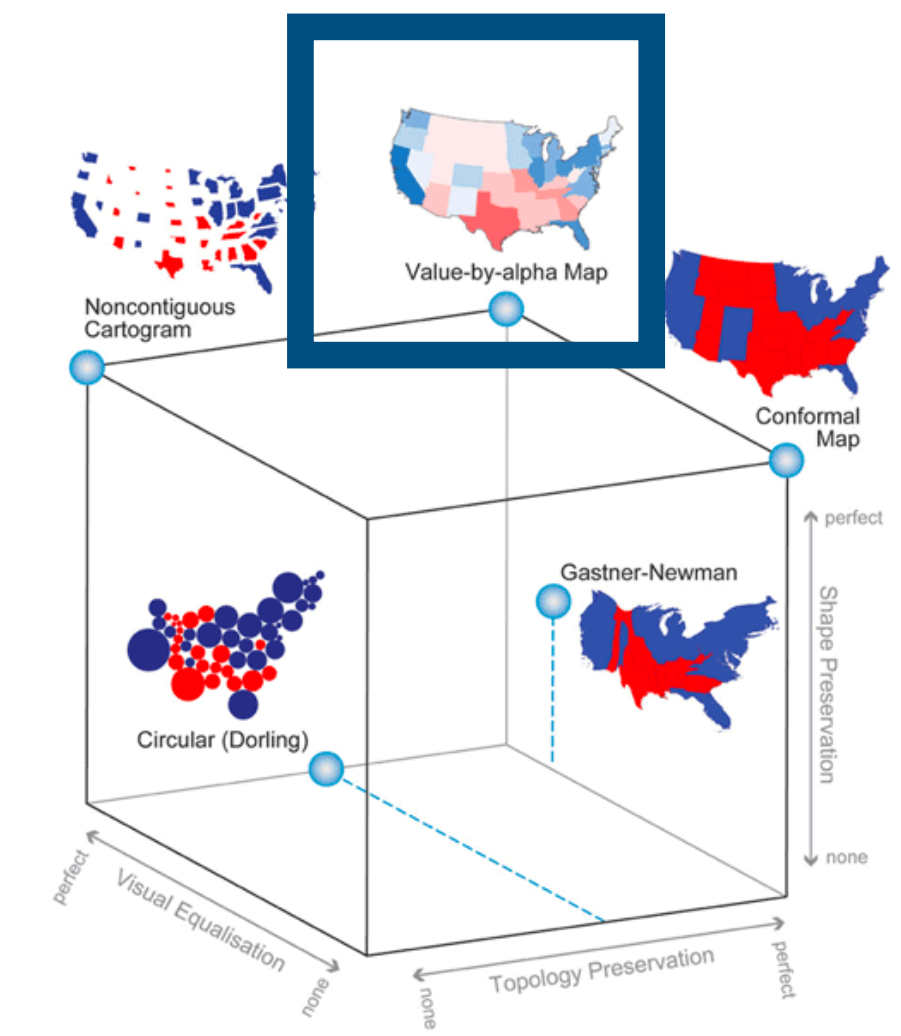 Value-by-alpha Map
Noncontiguous
Cartogram
Conformal
Map
perfect
Gastner-Newman
Shape Preservation
Circular (Dorling)
none
perfect
Visual Equalisation
none
none
Topology Preservation
perfect